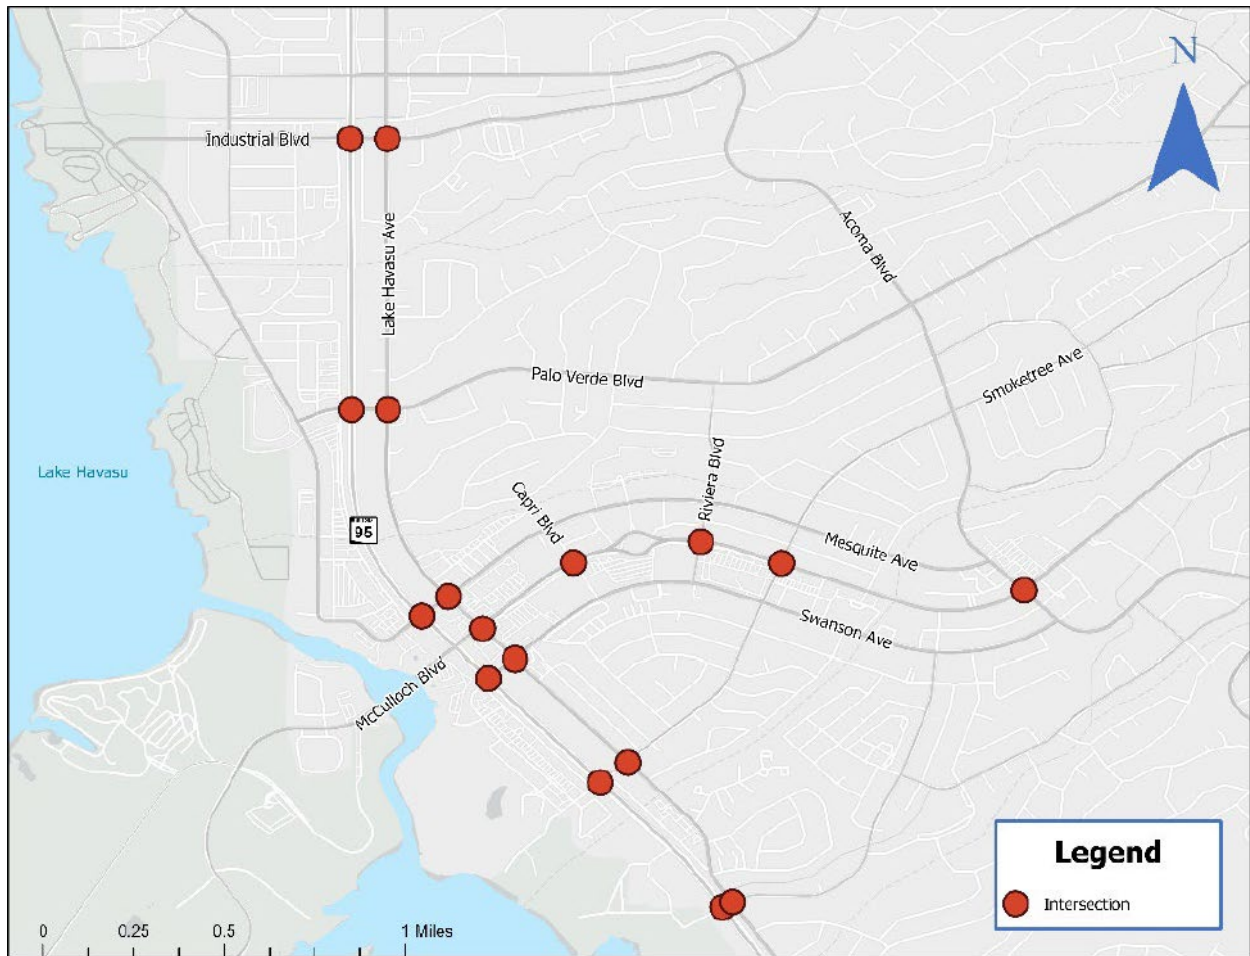 N
Industrial Blvd
Lake Havasu Ave
Acoma Blvd
Palo Verde Blvd
Smoketree Ave
Lake Havasu
Riviera Blvd
Capri Blvd
95
Mesquite Ave
Swanson Ave
McCulloch Blvd
Legend
Intersection
0 0.25 0.5 1 Miles